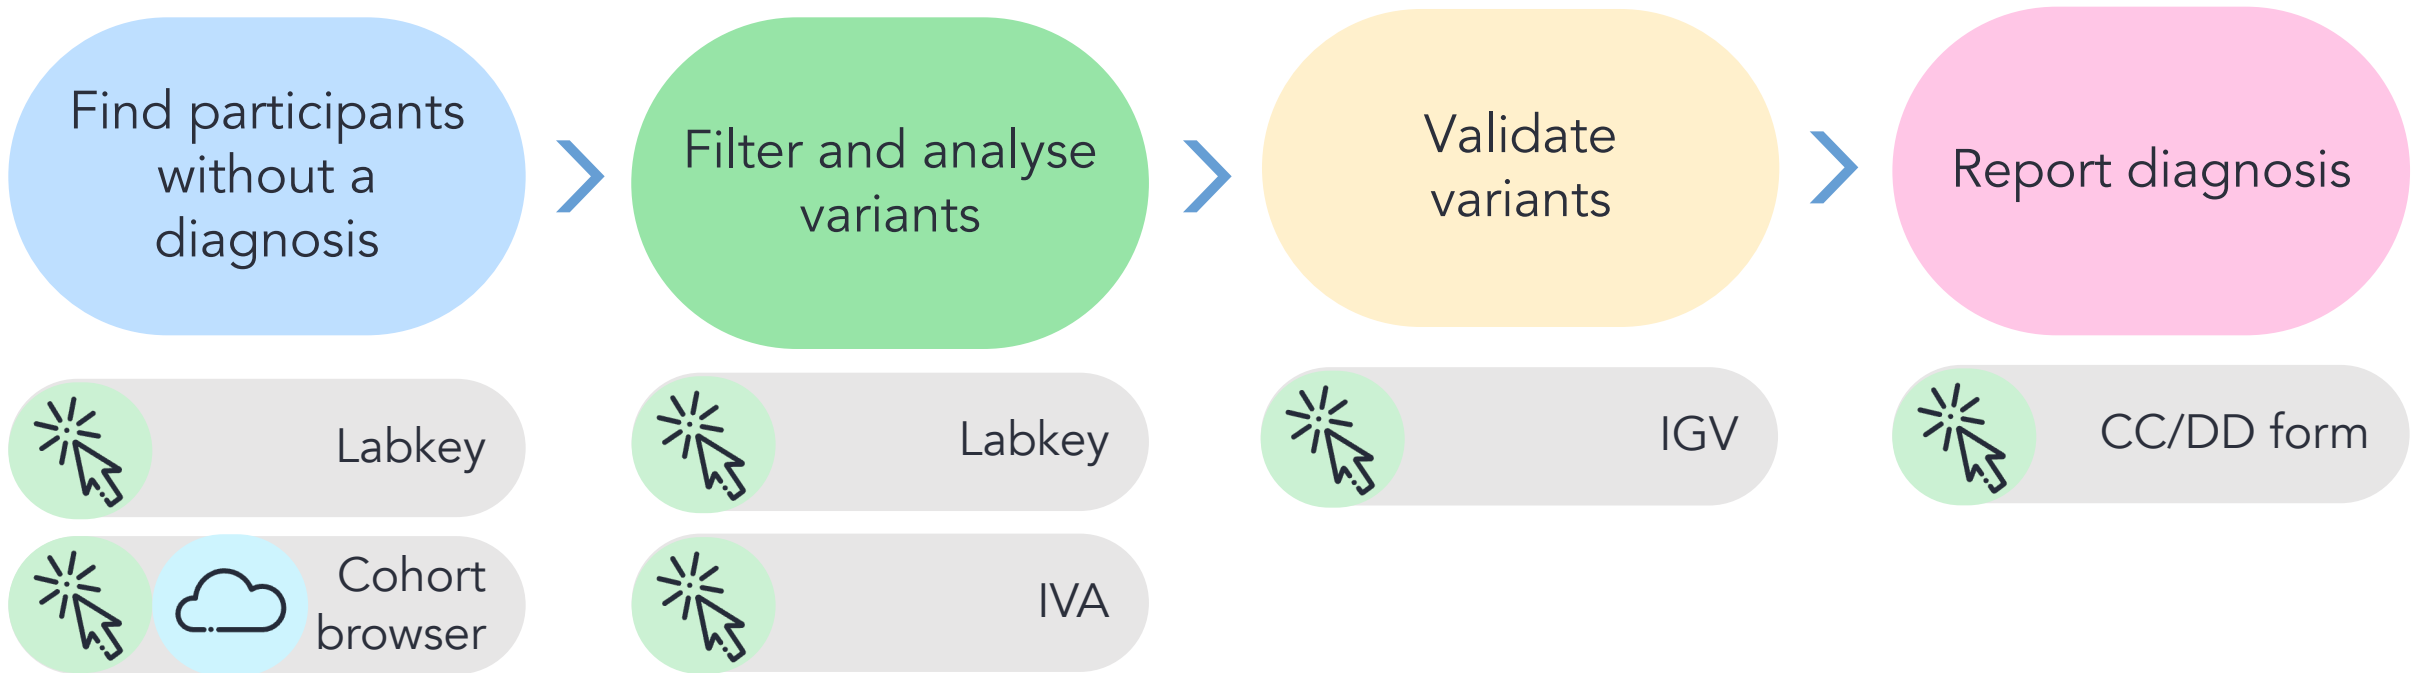 Find participants
without a
diagnosis
Filter and analyse
variants
Validate
variants
Report diagnosis
Labkey
Cohort
browser
Labkey
IVA
IGV
CC/DD form